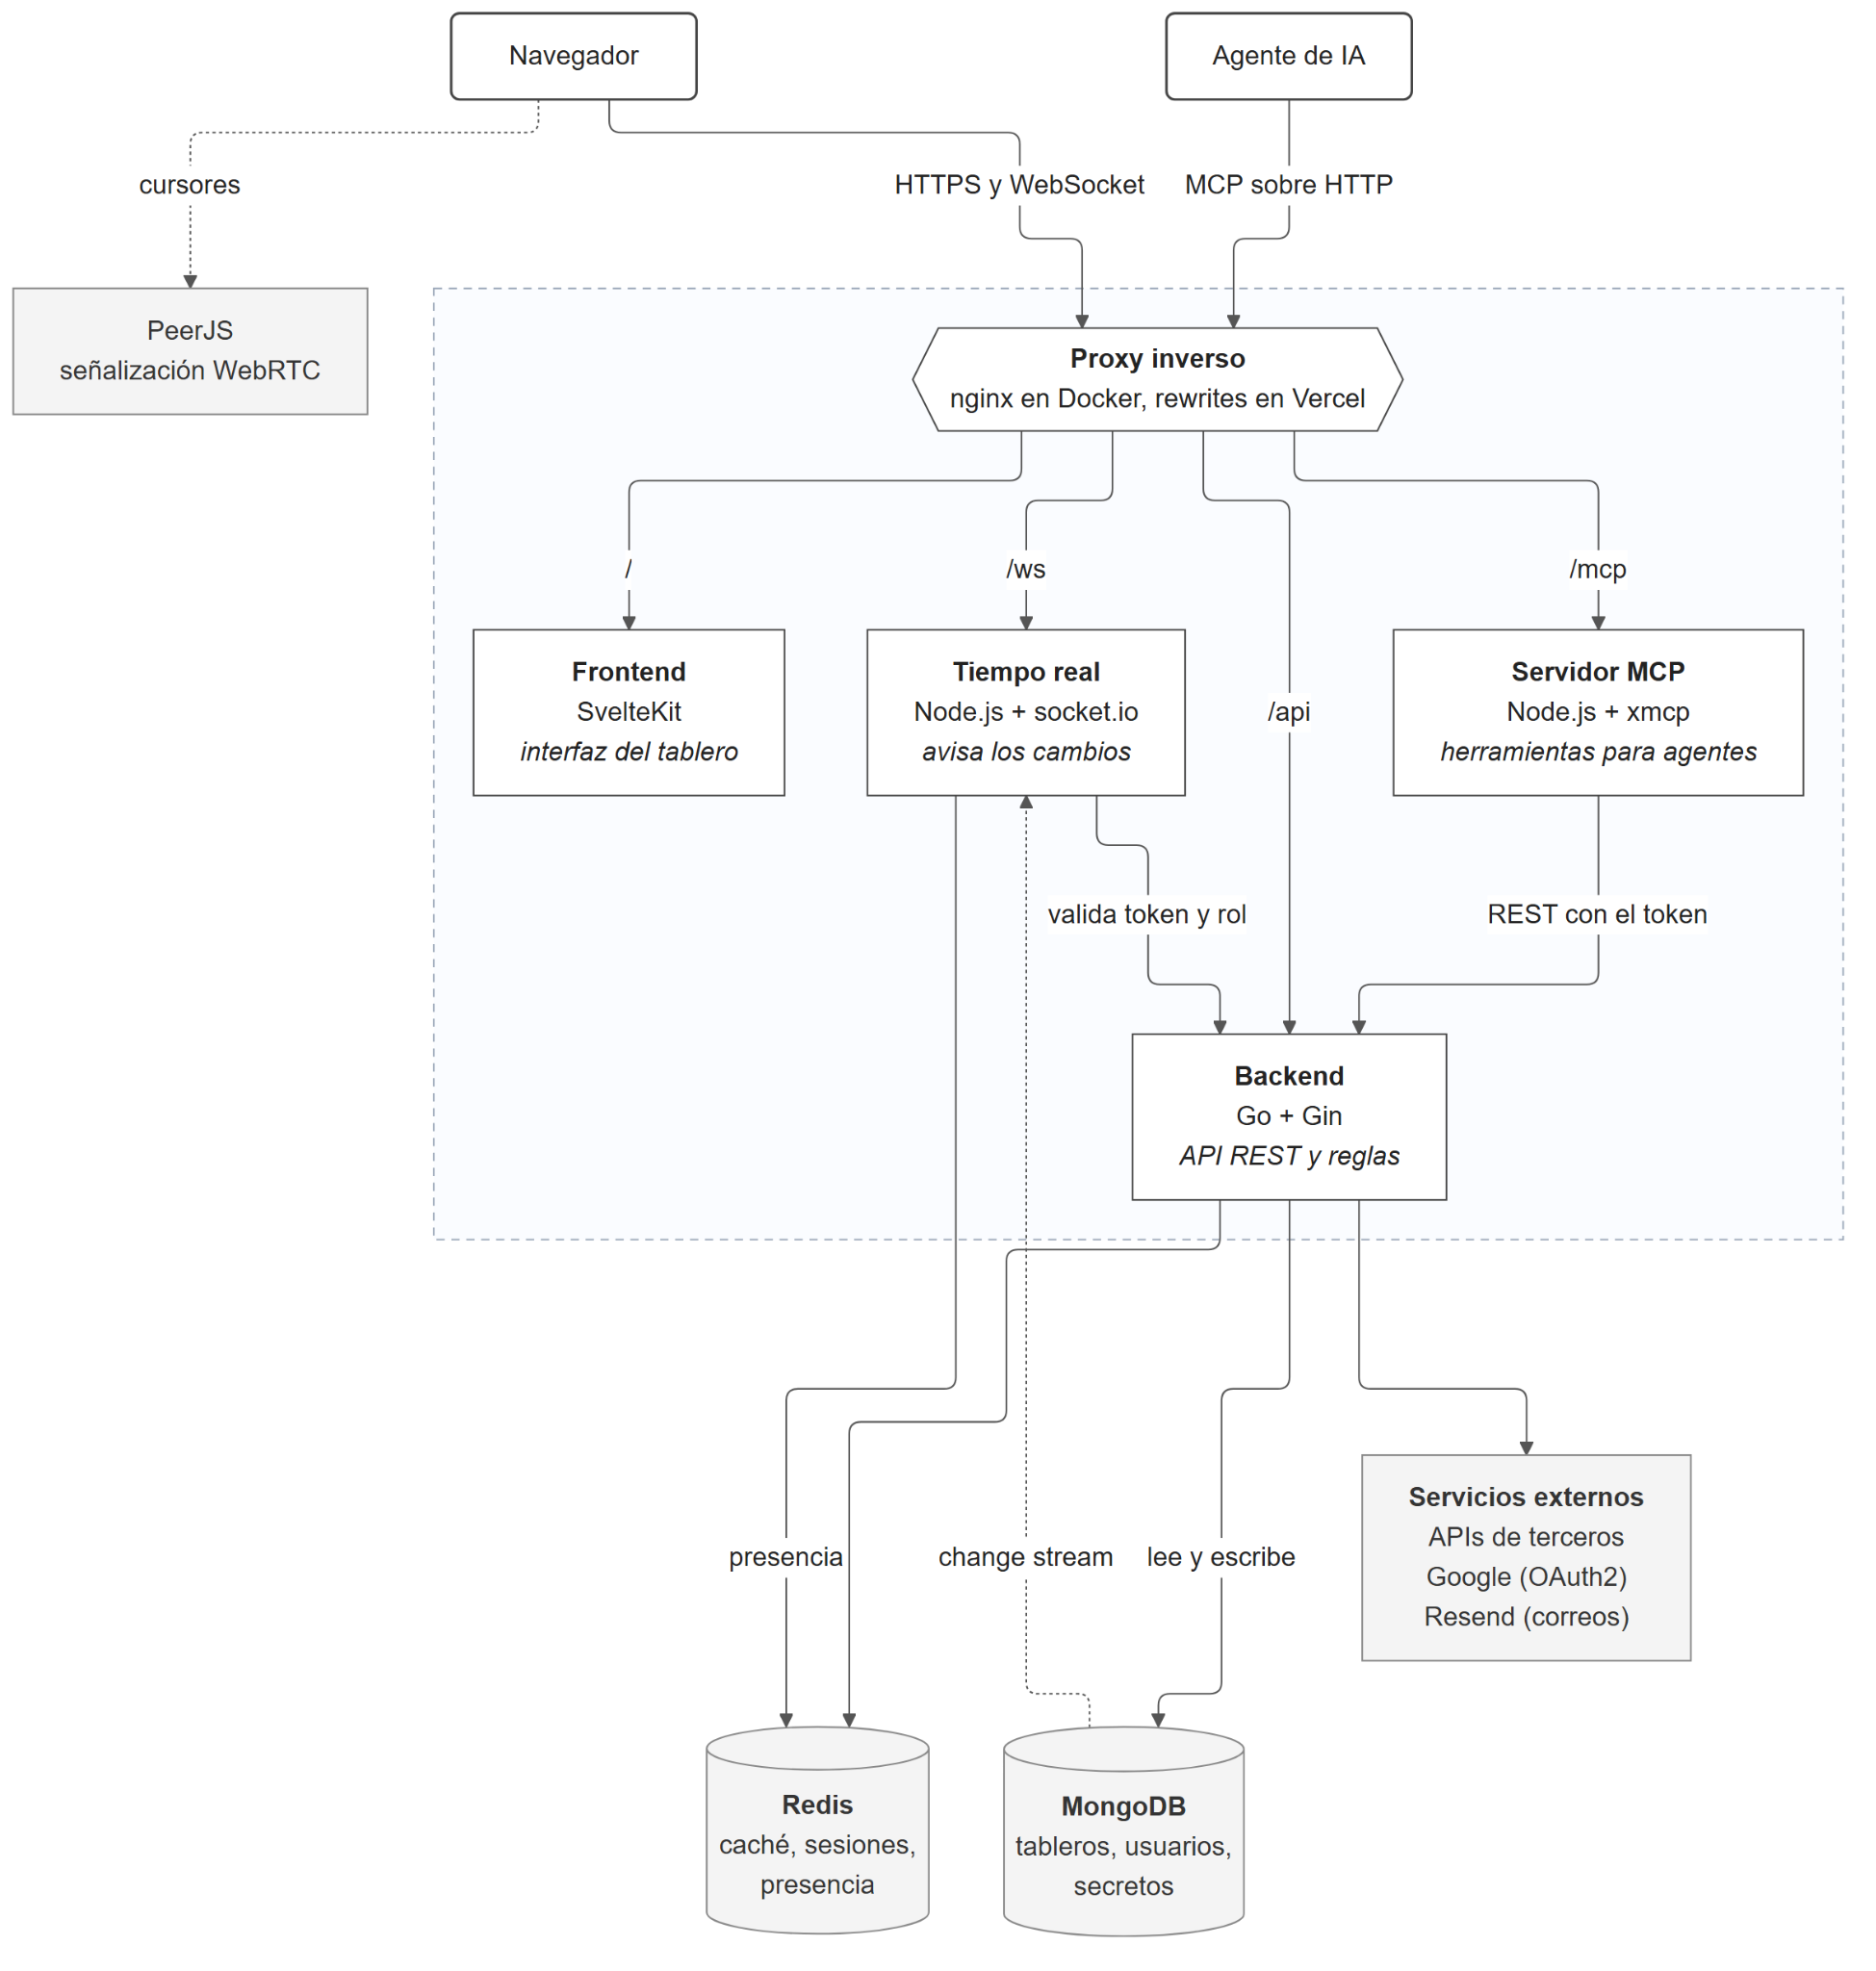 Navegador
Agente de IA
cursores
HTTPS y WebSocket
MCP sobre HTTP
PeerJS
señalización WebRTC
Proxy inverso
nginx en Docker, rewrites en Vercel
/
/ws
/mcp
Frontend
SvelteKit
interfaz del tablero
Tiempo real
Node.js + socket.io
avisa los cambios
/api
Servidor MCP
Node.js + xmcp
herramientas para agentes
valida token y rol
REST con el token
Backend
Go + Gin
API REST y reglas
presencia
change stream
lee y escribe
Servicios externos
APIs de terceros
Google (OAuth2)
Resend (correos)
Redis
caché, sesiones,
presencia
MongoDB
tableros, usuarios,
secretos